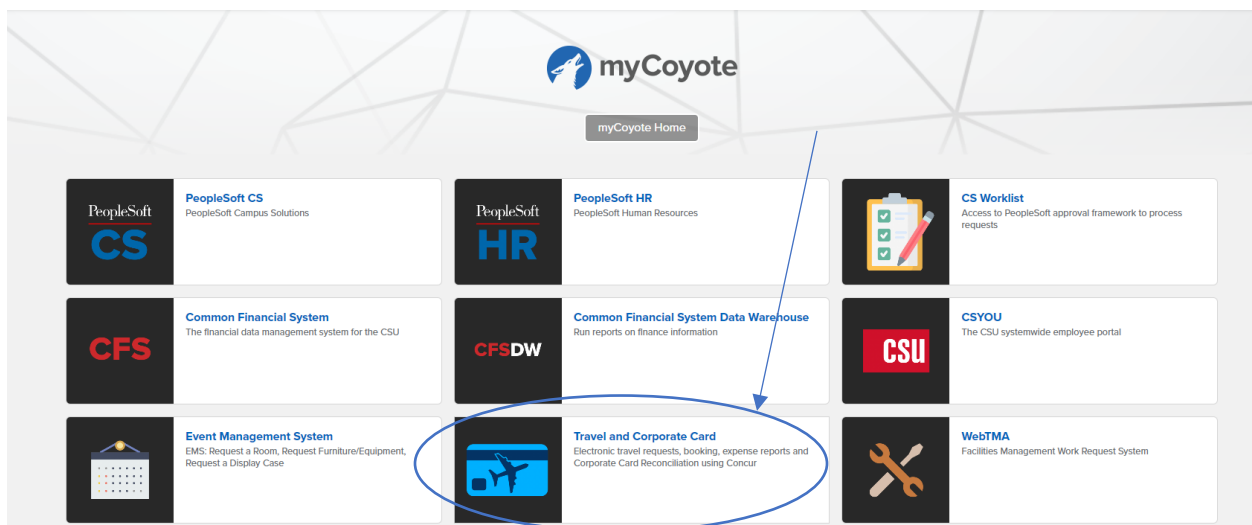 myCoyote
myCoyote Home
PeopleSoft
CS
PeopleSoft CS
PeopleSoft Campus Solutions
PeopleSoft
HR
PeopleSoft HR
PeopleSoft Human Resources
CS Worklist
Access to PeopleSoft approval framework to process
requests
CFS
Common Financial System
The financial data management system for the CSU
CFSDW
Common Financial System Data Warehouse
Run reports on finance information
CSU
CSYOU
The CSU systemwide employee portal
Event Management System
EMS: Request a Room, Request Furniture/Equipment,
Request a Display Case
Travel and Corporate Card
Electronic travel requests, booking, expense reports and
Corporate Card Reconciliation using Concur
WebTMA
Facilities Management Work Request System